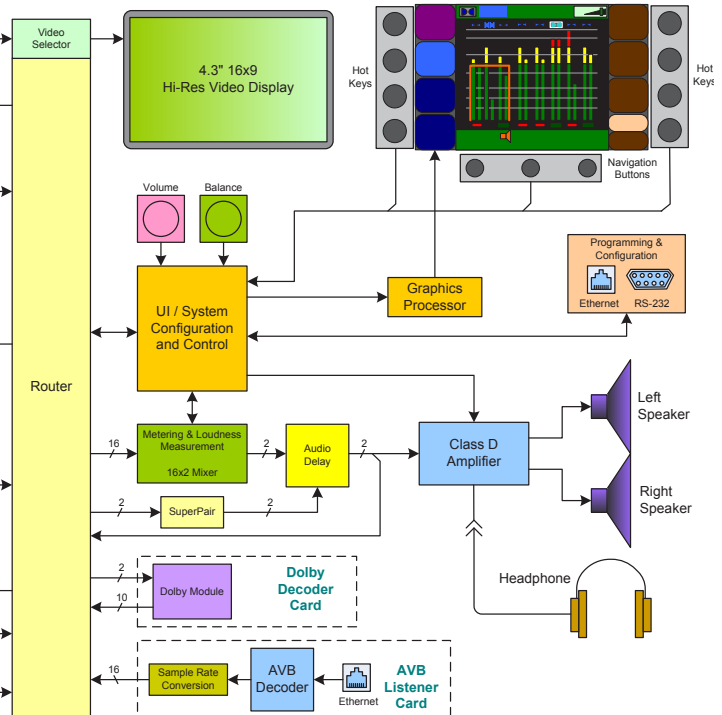 Video
Selector
4.3" 16x9
Hi-Res Video Display
Hot
Keys
Hot
Keys
Navigation
Buttons
Volume
Balance
Programming &
Configuration
Ethernet
RS-232
UI / System
Configuration
and Control
Graphics
Processor
Router
Left
Speaker
16
Metering & Loudness
Measurement
16x2 Mixer
2
Audio
Delay
2
Class D
Amplifier
Right
Speaker
2
SuperPair
2
2
10
Dolby Module
Dolby
Decoder
Card
Headphone
16
Sample Rate
Conversion
AVB
Decoder
Ethernet
AVB
Listener
Card